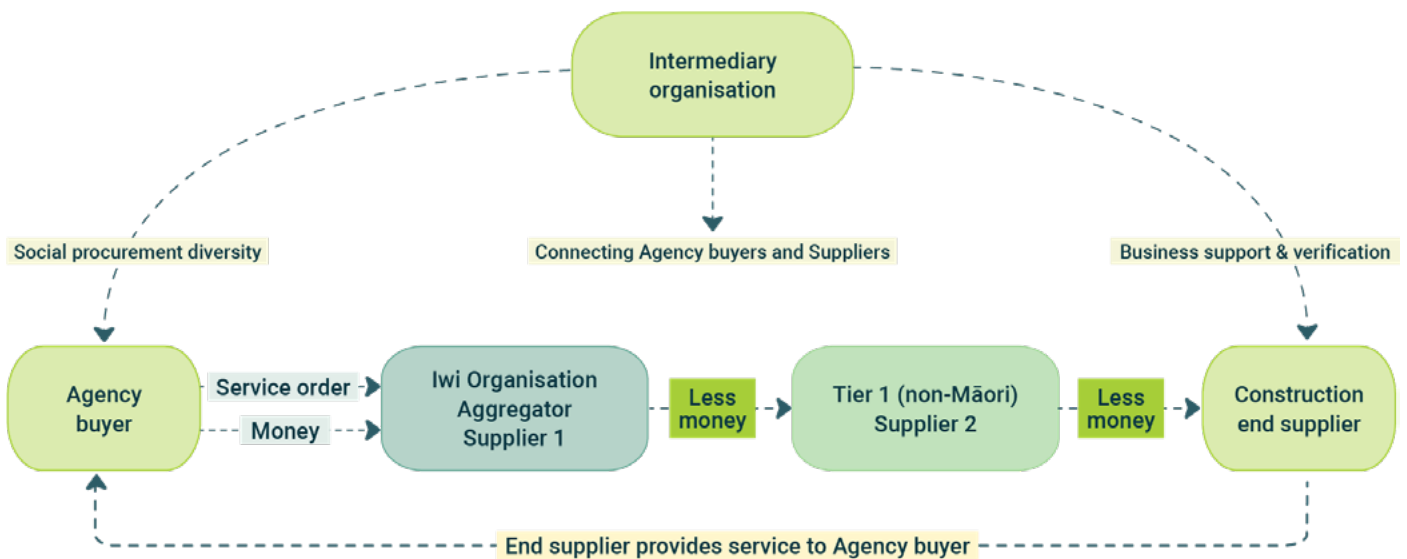 Intermediary
organisation
Social procurement diversity
Connecting Agency buyers and Suppliers
Business support & verification
Agency
buyer
Service order
Money
Iwi Organisation
Aggregator
Supplier 1
Less
money
Tier 1 (non-Māori)
Supplier 2
Less
money
Construction
end supplier
End supplier provides service to Agency buyer